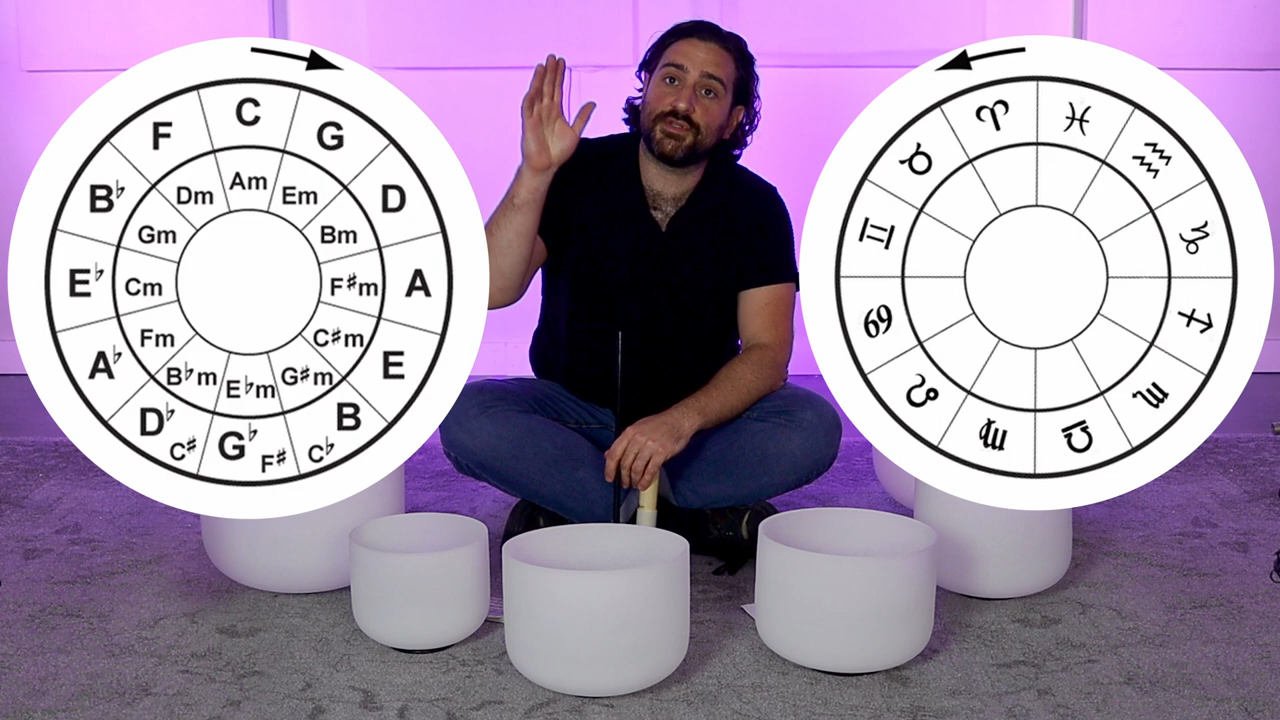 C
G
D
A
E
B
C♭
G♭
F♯
D♭
C♯
A♭
E♭
B♭
F
Am
Em
Bm
F♯m
C♯m
G♯m
E♭m
B♭m
Fm
Cm
Gm
Dm
♈
♉
♊
♋
♌
♍
♎
♏
♐
♑
♒
♓